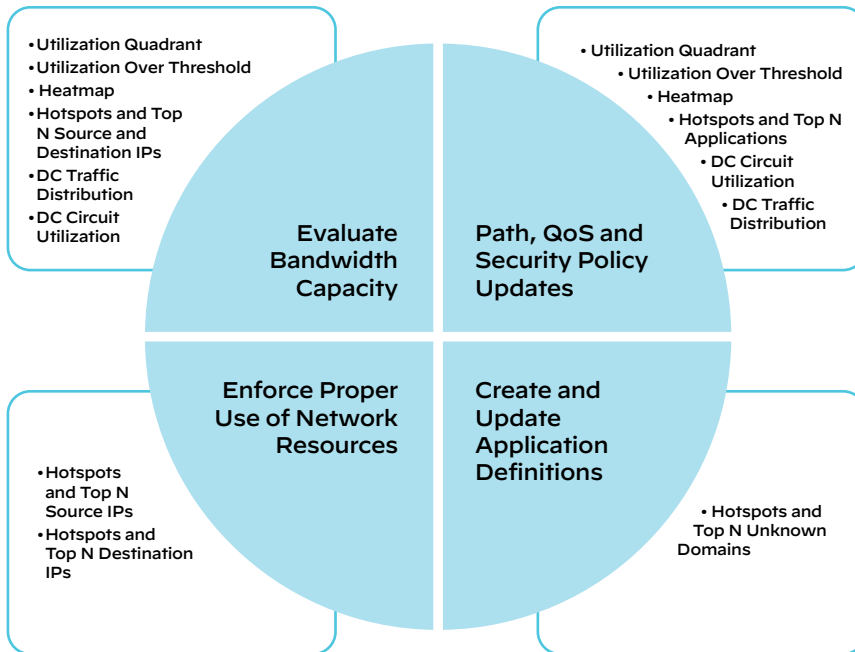 •Utilization Quadrant
•Utilization Over Threshold
• Heatmap
•Hotspots and Top
N Source and
Destination IPs
•DC Traffic
Distribution
•DC Circuit
Utilization
• Utilization Quadrant
• Utilization Over Threshold
• Heatmap
• Hotspots and Top N
Applications
• DC Circuit
Utilization
• DC Traffic
Distribution
Evaluate
Bandwidth
Capacity
Path, QoS and
Security Policy
Updates
Enforce Proper
Use of Network
Resources
Create and
Update
Application
Definitions
•Hotspots
and Top N
Source IPs
•Hotspots and
Top N Destination
IPs
• Hotspots and
Top N Unknown
Domains